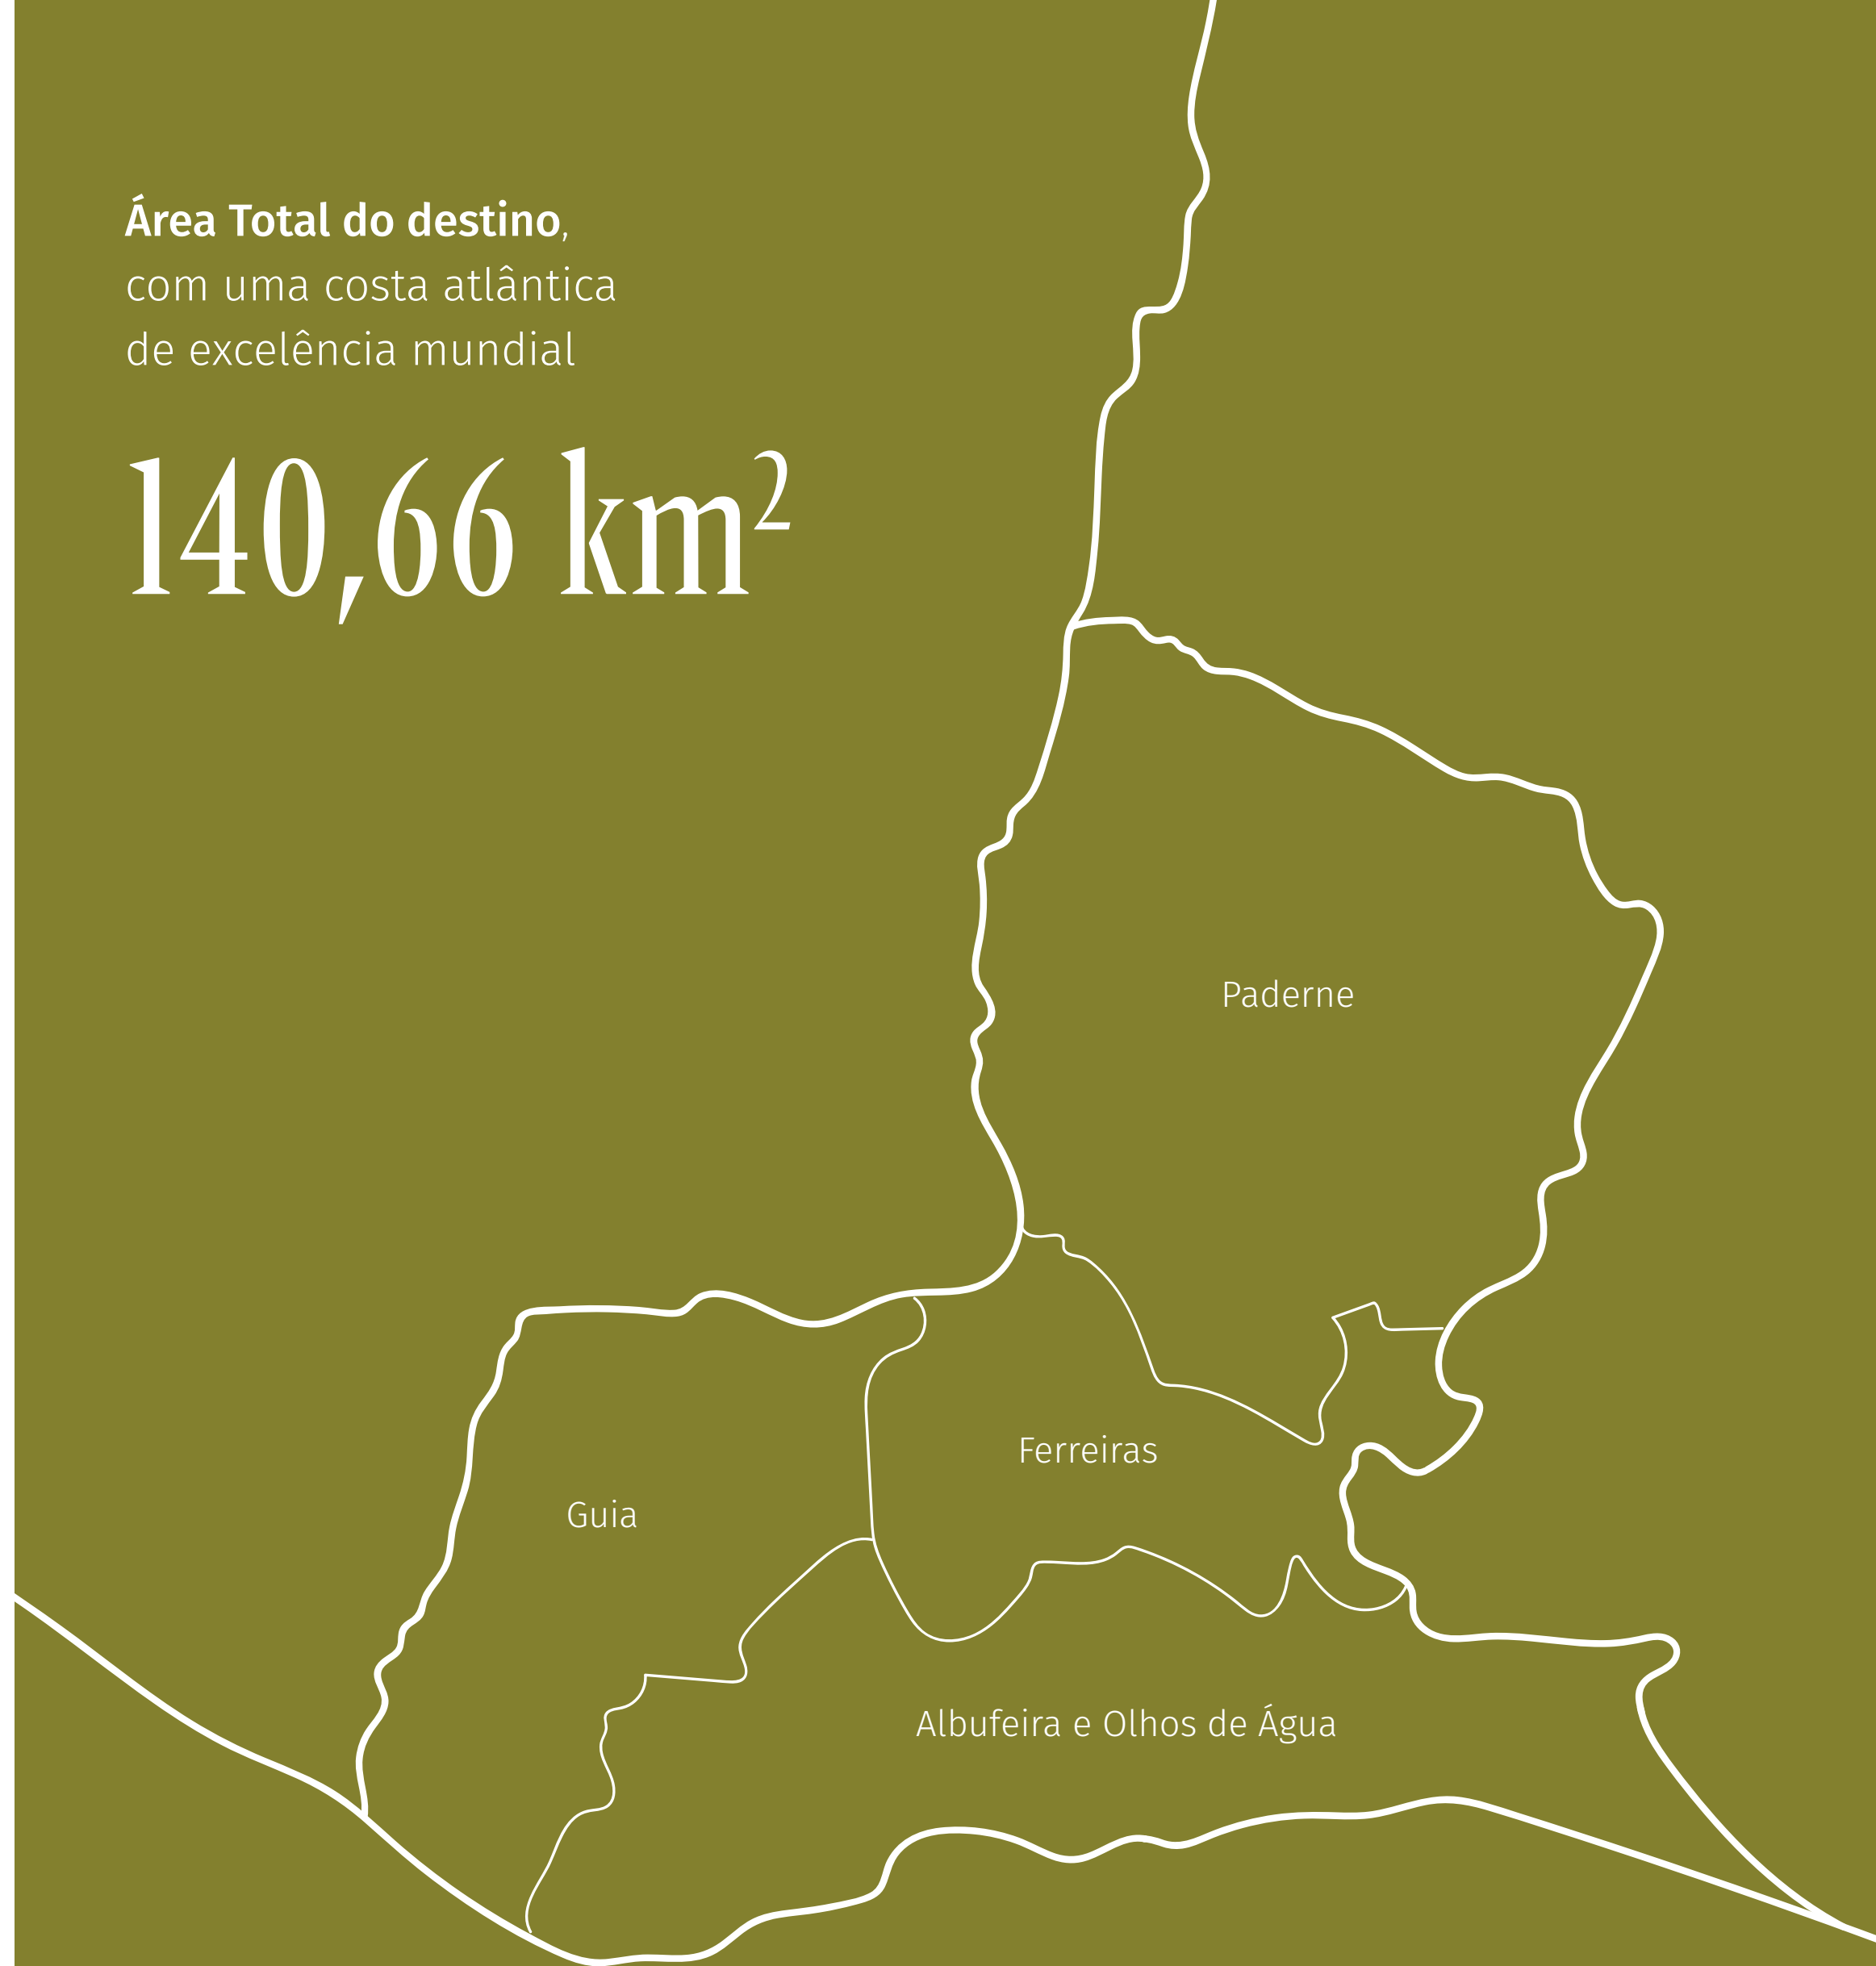 Área Total do destino,
com uma costa atlântica
de excelência mundial
140,66 km²
Paderne
Ferreiras
Guia
Albufeira e Olhos de Água